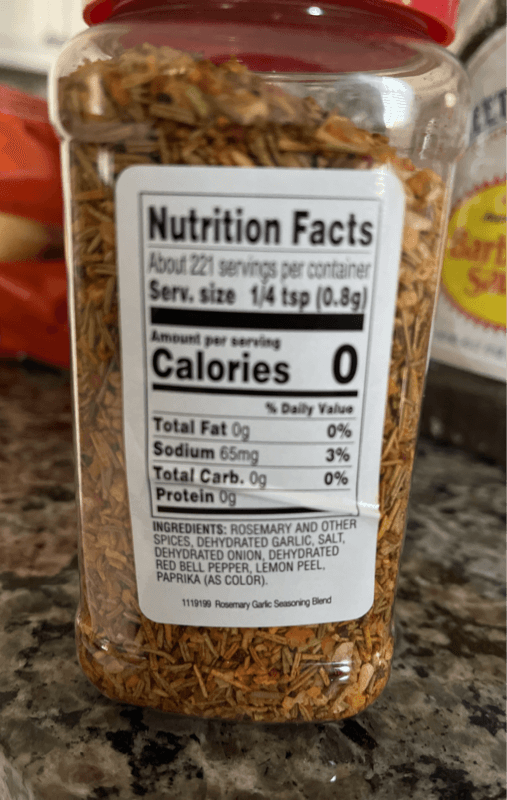 Nutrition Facts
About 221 servings per container
Serv. size 1/4 tsp (0.8g)
Amount per serving
Calories 0
% Daily Value
Total Fat 0g 0%
Sodium 65mg 3%
Total Carb. 0g 0%
Protein 0g
INGREDIENTS: ROSEMARY AND OTHER
SPICES, DEHYDRATED GARLIC, SALT,
DEHYDRATED ONION, DEHYDRATED
RED BELL PEPPER, LEMON PEEL,
PAPRIKA (AS COLOR).
1119199 Rosemary Garlic Seasoning Blend